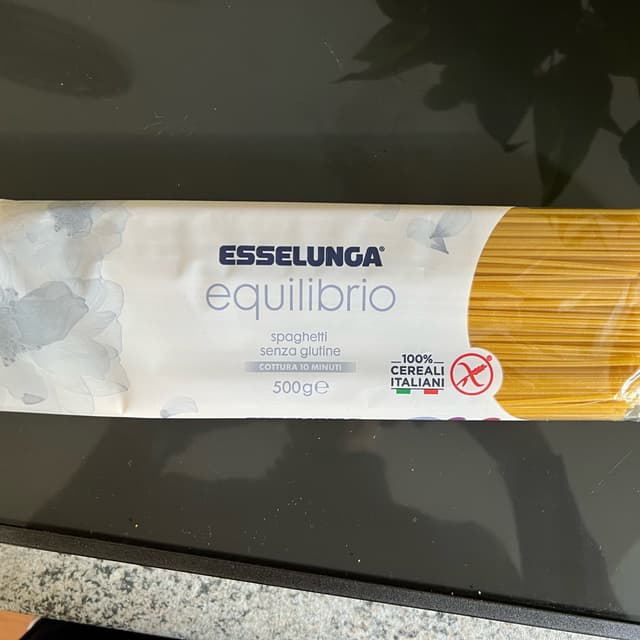 ESSELUNGA®
equilibrio
spaghetti
senza glutine
COTTURA 10 MINUTI
500g℮
100%
CEREALI
ITALIANI